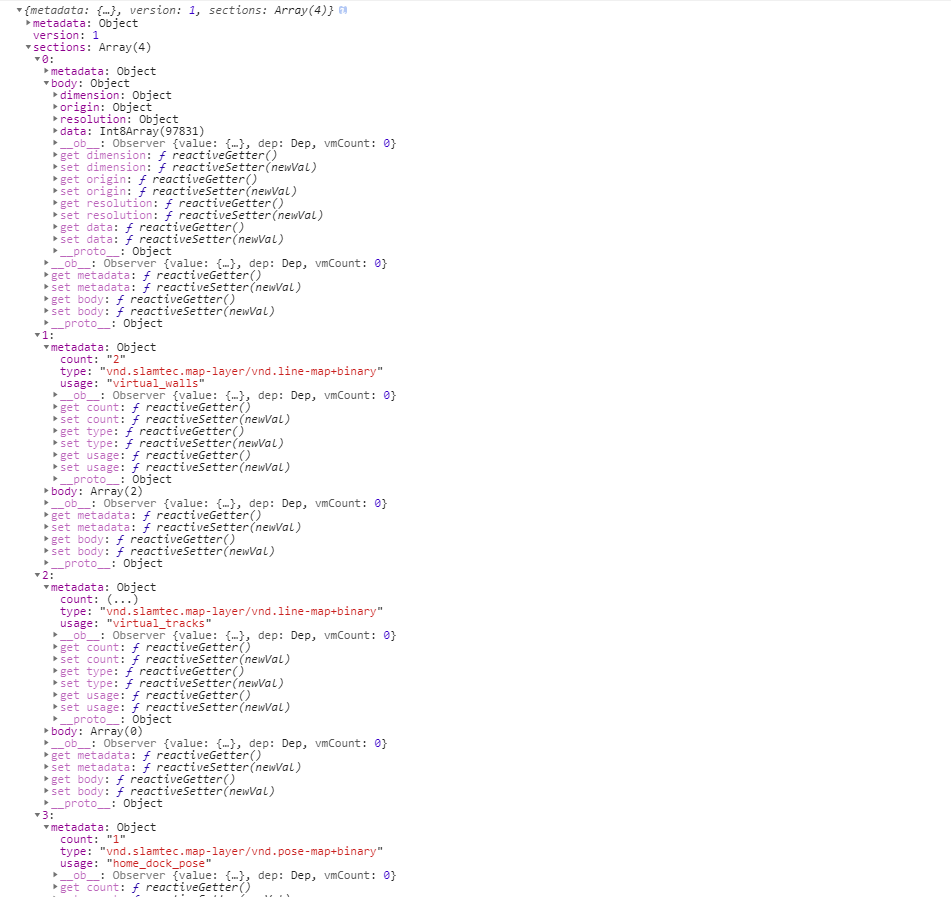 {metadata: {…}, version: 1, sections: Array(4)} i
metadata: Object
version: 1
sections: Array(4)
0:
metadata: Object
body: Object
dimension: Object
origin: Object
resolution: Object
data: Int8Array(97831)
__ob__: Observer {value: {…}, dep: Dep, vmCount: 0}
get dimension: ƒ reactiveGetter()
set dimension: ƒ reactiveSetter(newVal)
get origin: ƒ reactiveGetter()
set origin: ƒ reactiveSetter(newVal)
get resolution: ƒ reactiveGetter()
set resolution: ƒ reactiveSetter(newVal)
get data: ƒ reactiveGetter()
set data: ƒ reactiveSetter(newVal)
__proto__: Object
__ob__: Observer {value: {…}, dep: Dep, vmCount: 0}
get metadata: ƒ reactiveGetter()
set metadata: ƒ reactiveSetter(newVal)
get body: ƒ reactiveGetter()
set body: ƒ reactiveSetter(newVal)
__proto__: Object
1:
metadata: Object
count: "2"
type: "vnd.slamtec.map-layer/vnd.line-map+binary"
usage: "virtual_walls"
__ob__: Observer {value: {…}, dep: Dep, vmCount: 0}
get count: ƒ reactiveGetter()
set count: ƒ reactiveSetter(newVal)
get type: ƒ reactiveGetter()
set type: ƒ reactiveSetter(newVal)
get usage: ƒ reactiveGetter()
set usage: ƒ reactiveSetter(newVal)
__proto__: Object
body: Array(2)
__ob__: Observer {value: {…}, dep: Dep, vmCount: 0}
get metadata: ƒ reactiveGetter()
set metadata: ƒ reactiveSetter(newVal)
get body: ƒ reactiveGetter()
set body: ƒ reactiveSetter(newVal)
__proto__: Object
2:
metadata: Object
count: (...)
type: "vnd.slamtec.map-layer/vnd.line-map+binary"
usage: "virtual_tracks"
__ob__: Observer {value: {…}, dep: Dep, vmCount: 0}
get count: ƒ reactiveGetter()
set count: ƒ reactiveSetter(newVal)
get type: ƒ reactiveGetter()
set type: ƒ reactiveSetter(newVal)
get usage: ƒ reactiveGetter()
set usage: ƒ reactiveSetter(newVal)
__proto__: Object
body: Array(0)
__ob__: Observer {value: {…}, dep: Dep, vmCount: 0}
get metadata: ƒ reactiveGetter()
set metadata: ƒ reactiveSetter(newVal)
get body: ƒ reactiveGetter()
set body: ƒ reactiveSetter(newVal)
__proto__: Object
3:
metadata: Object
count: "1"
type: "vnd.slamtec.map-layer/vnd.pose-map+binary"
usage: "home_dock_pose"
__ob__: Observer {value: {…}, dep: Dep, vmCount: 0}
get count: ƒ reactiveGetter()